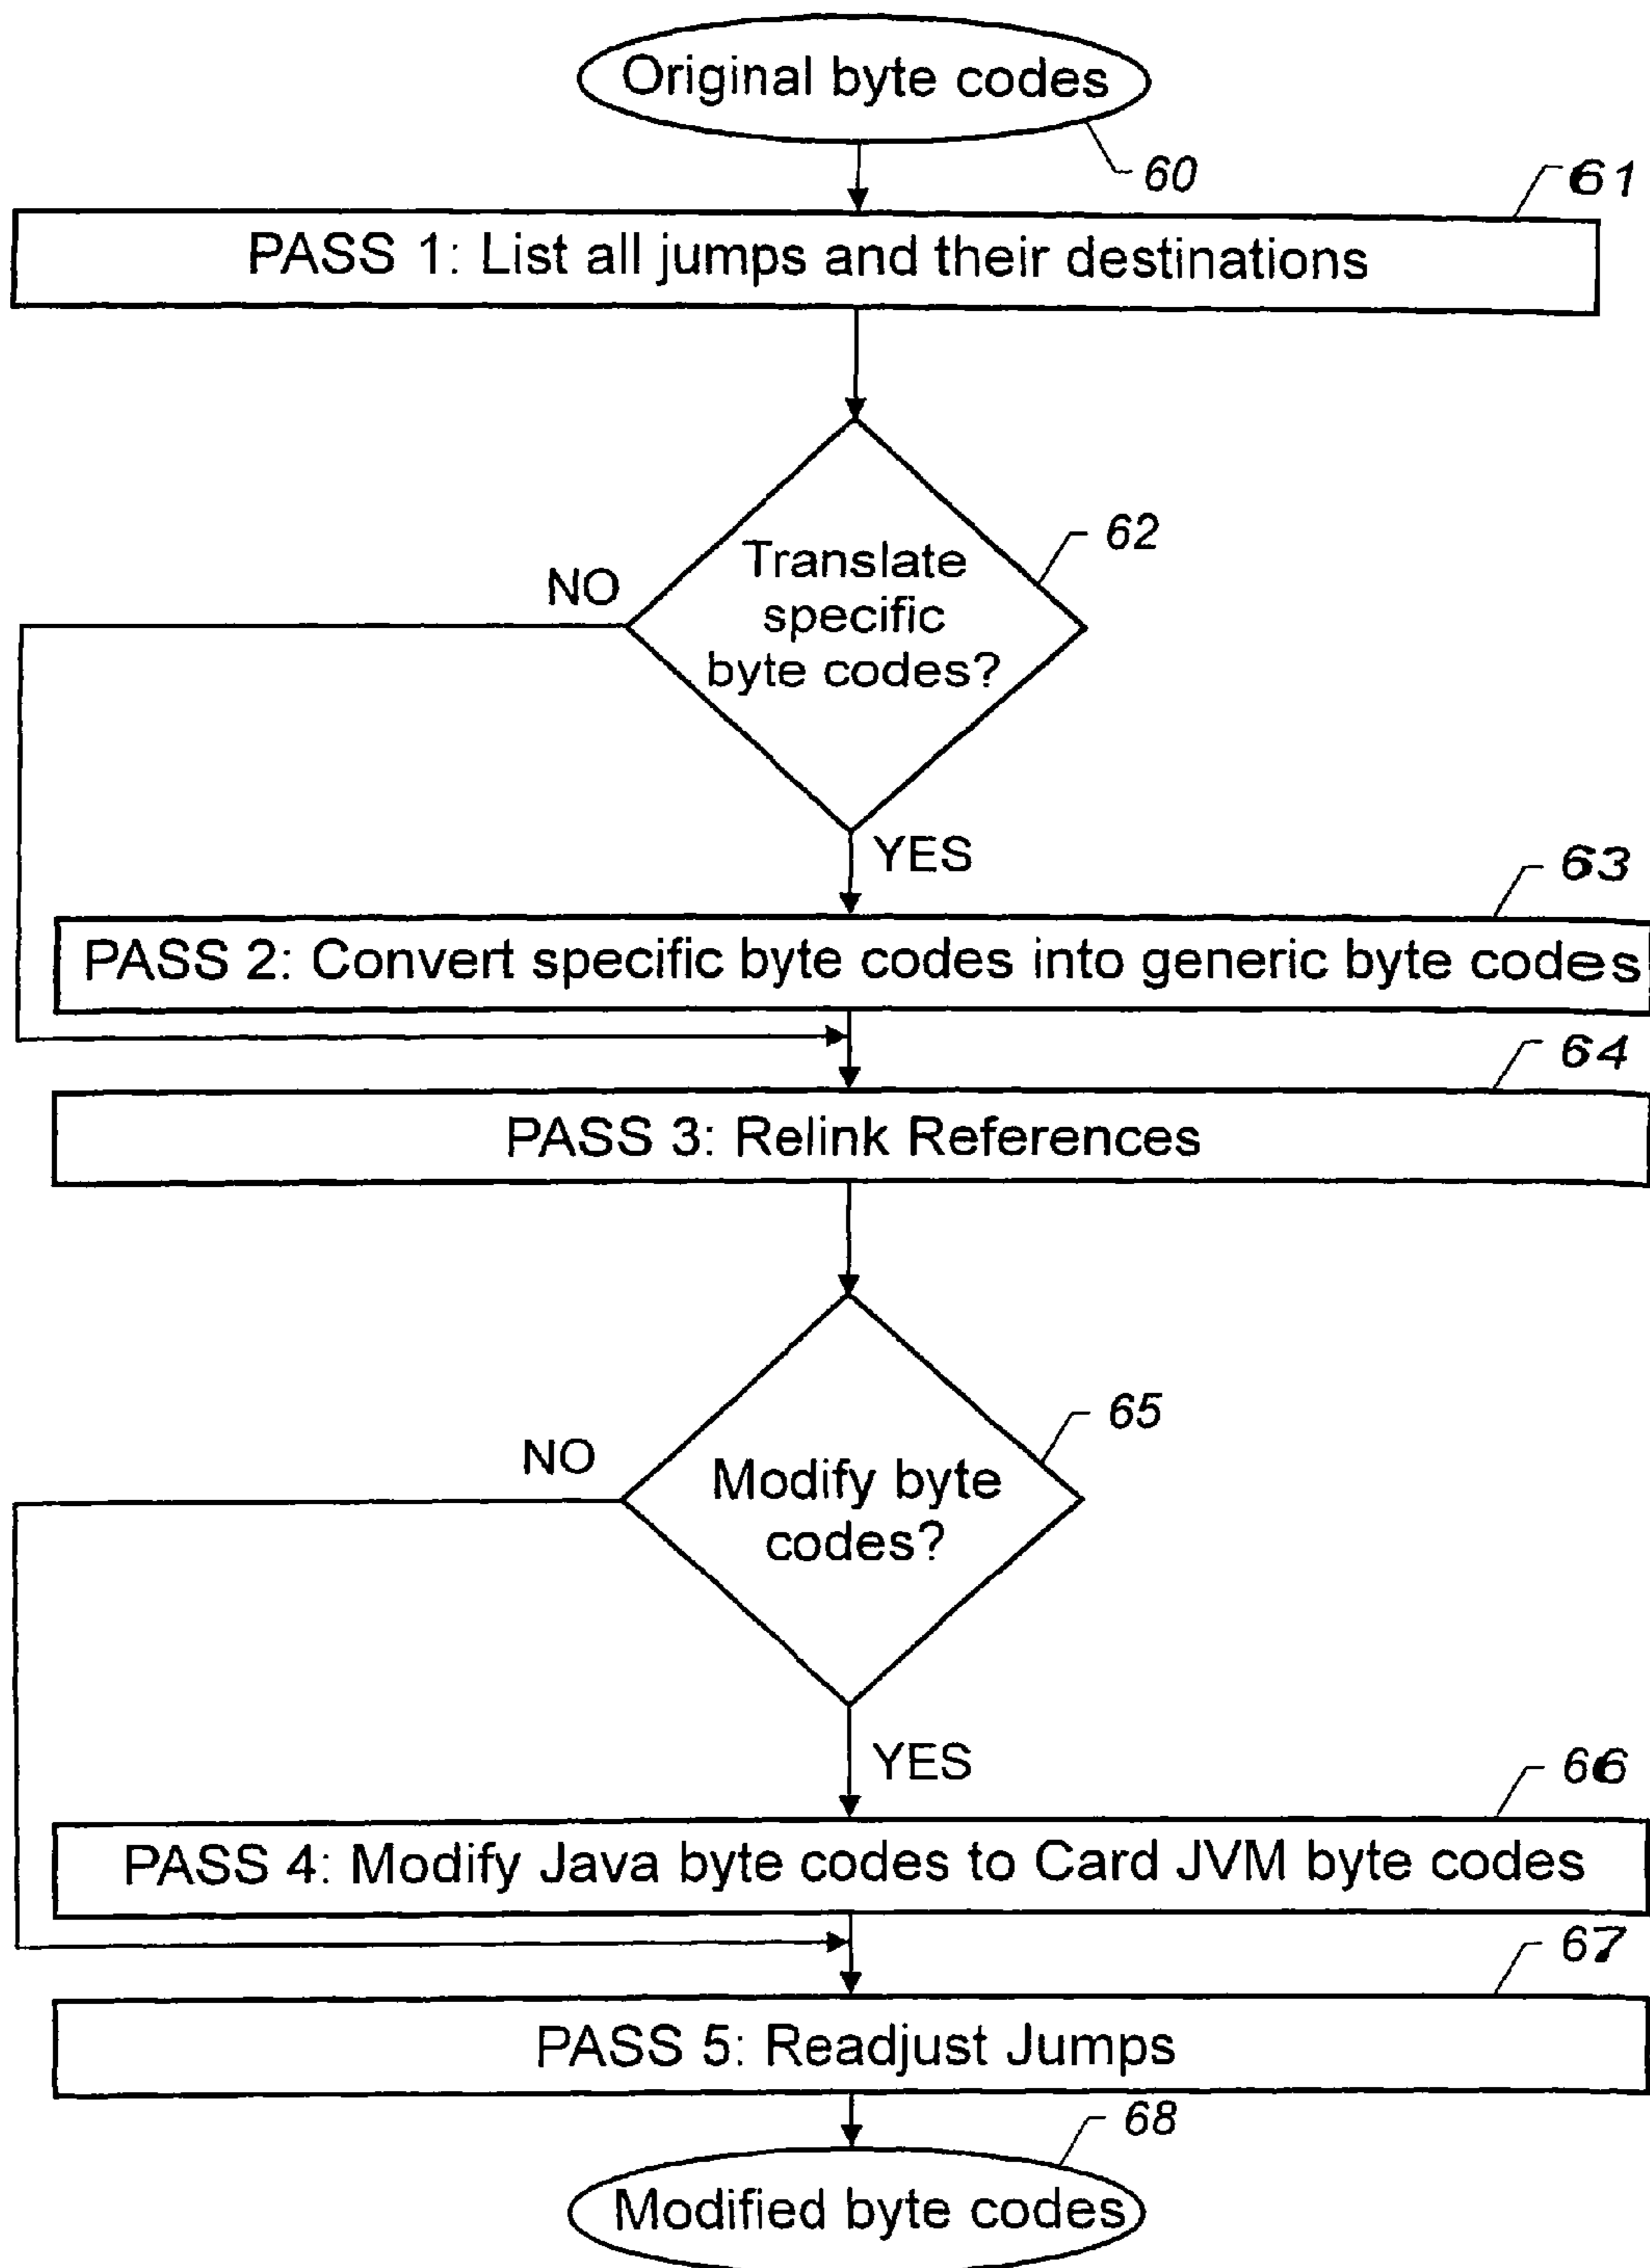 Original byte codes
60
61
PASS 1: List all jumps and their destinations
62
Translate
specific
byte codes?
NO
YES
63
PASS 2: Convert specific byte codes into generic byte codes
64
PASS 3: Relink References
65
NO
Modify byte
codes?
YES
66
PASS 4: Modify Java byte codes to Card JVM byte codes
67
PASS 5: Readjust Jumps
68
Modified byte codes